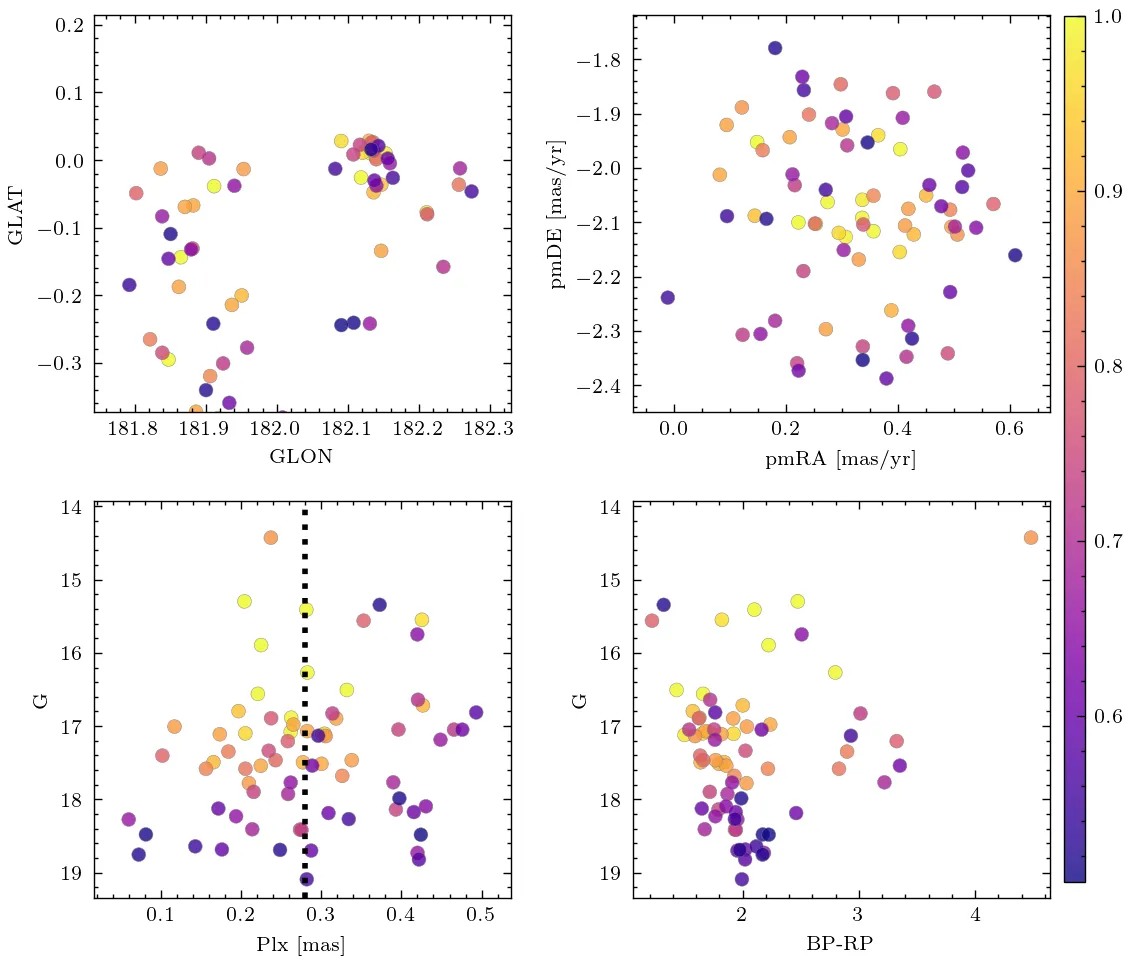 0.2
0.1
0.0
−0.1
−0.2
−0.3
GLAT
181.8 181.9 182.0 182.1 182.2 182.3
GLON
−1.8
−1.9
−2.0
−2.1
−2.2
−2.3
−2.4
pmDE [mas/yr]
0.0 0.2 0.4 0.6
pmRA [mas/yr]
1.0
0.9
0.8
0.7
0.6
14
15
16
17
18
19
G
0.1 0.2 0.3 0.4 0.5
Plx [mas]
14
15
16
17
18
19
G
2 3 4
BP-RP